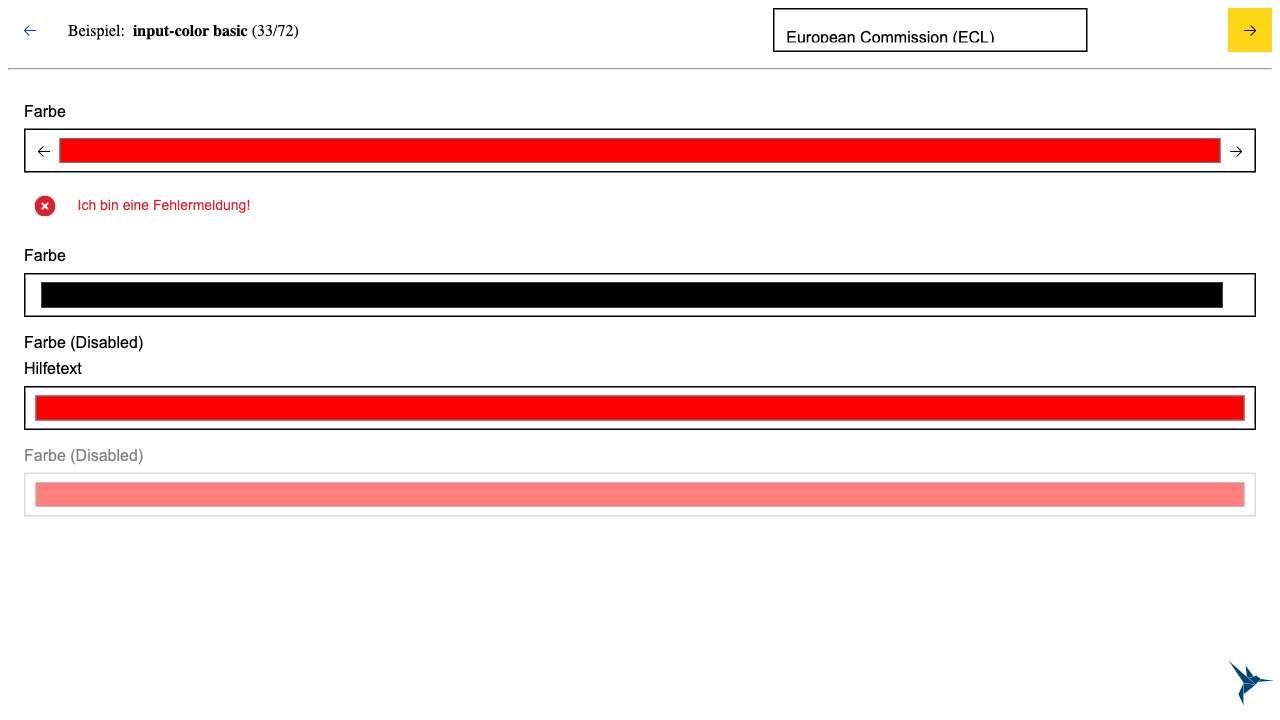 Beispiel: input-color basic (33/72)
European Commission (ECL)
Farbe
Ich bin eine Fehlermeldung!
Farbe
Farbe (Disabled)
Hilfetext
Farbe (Disabled)